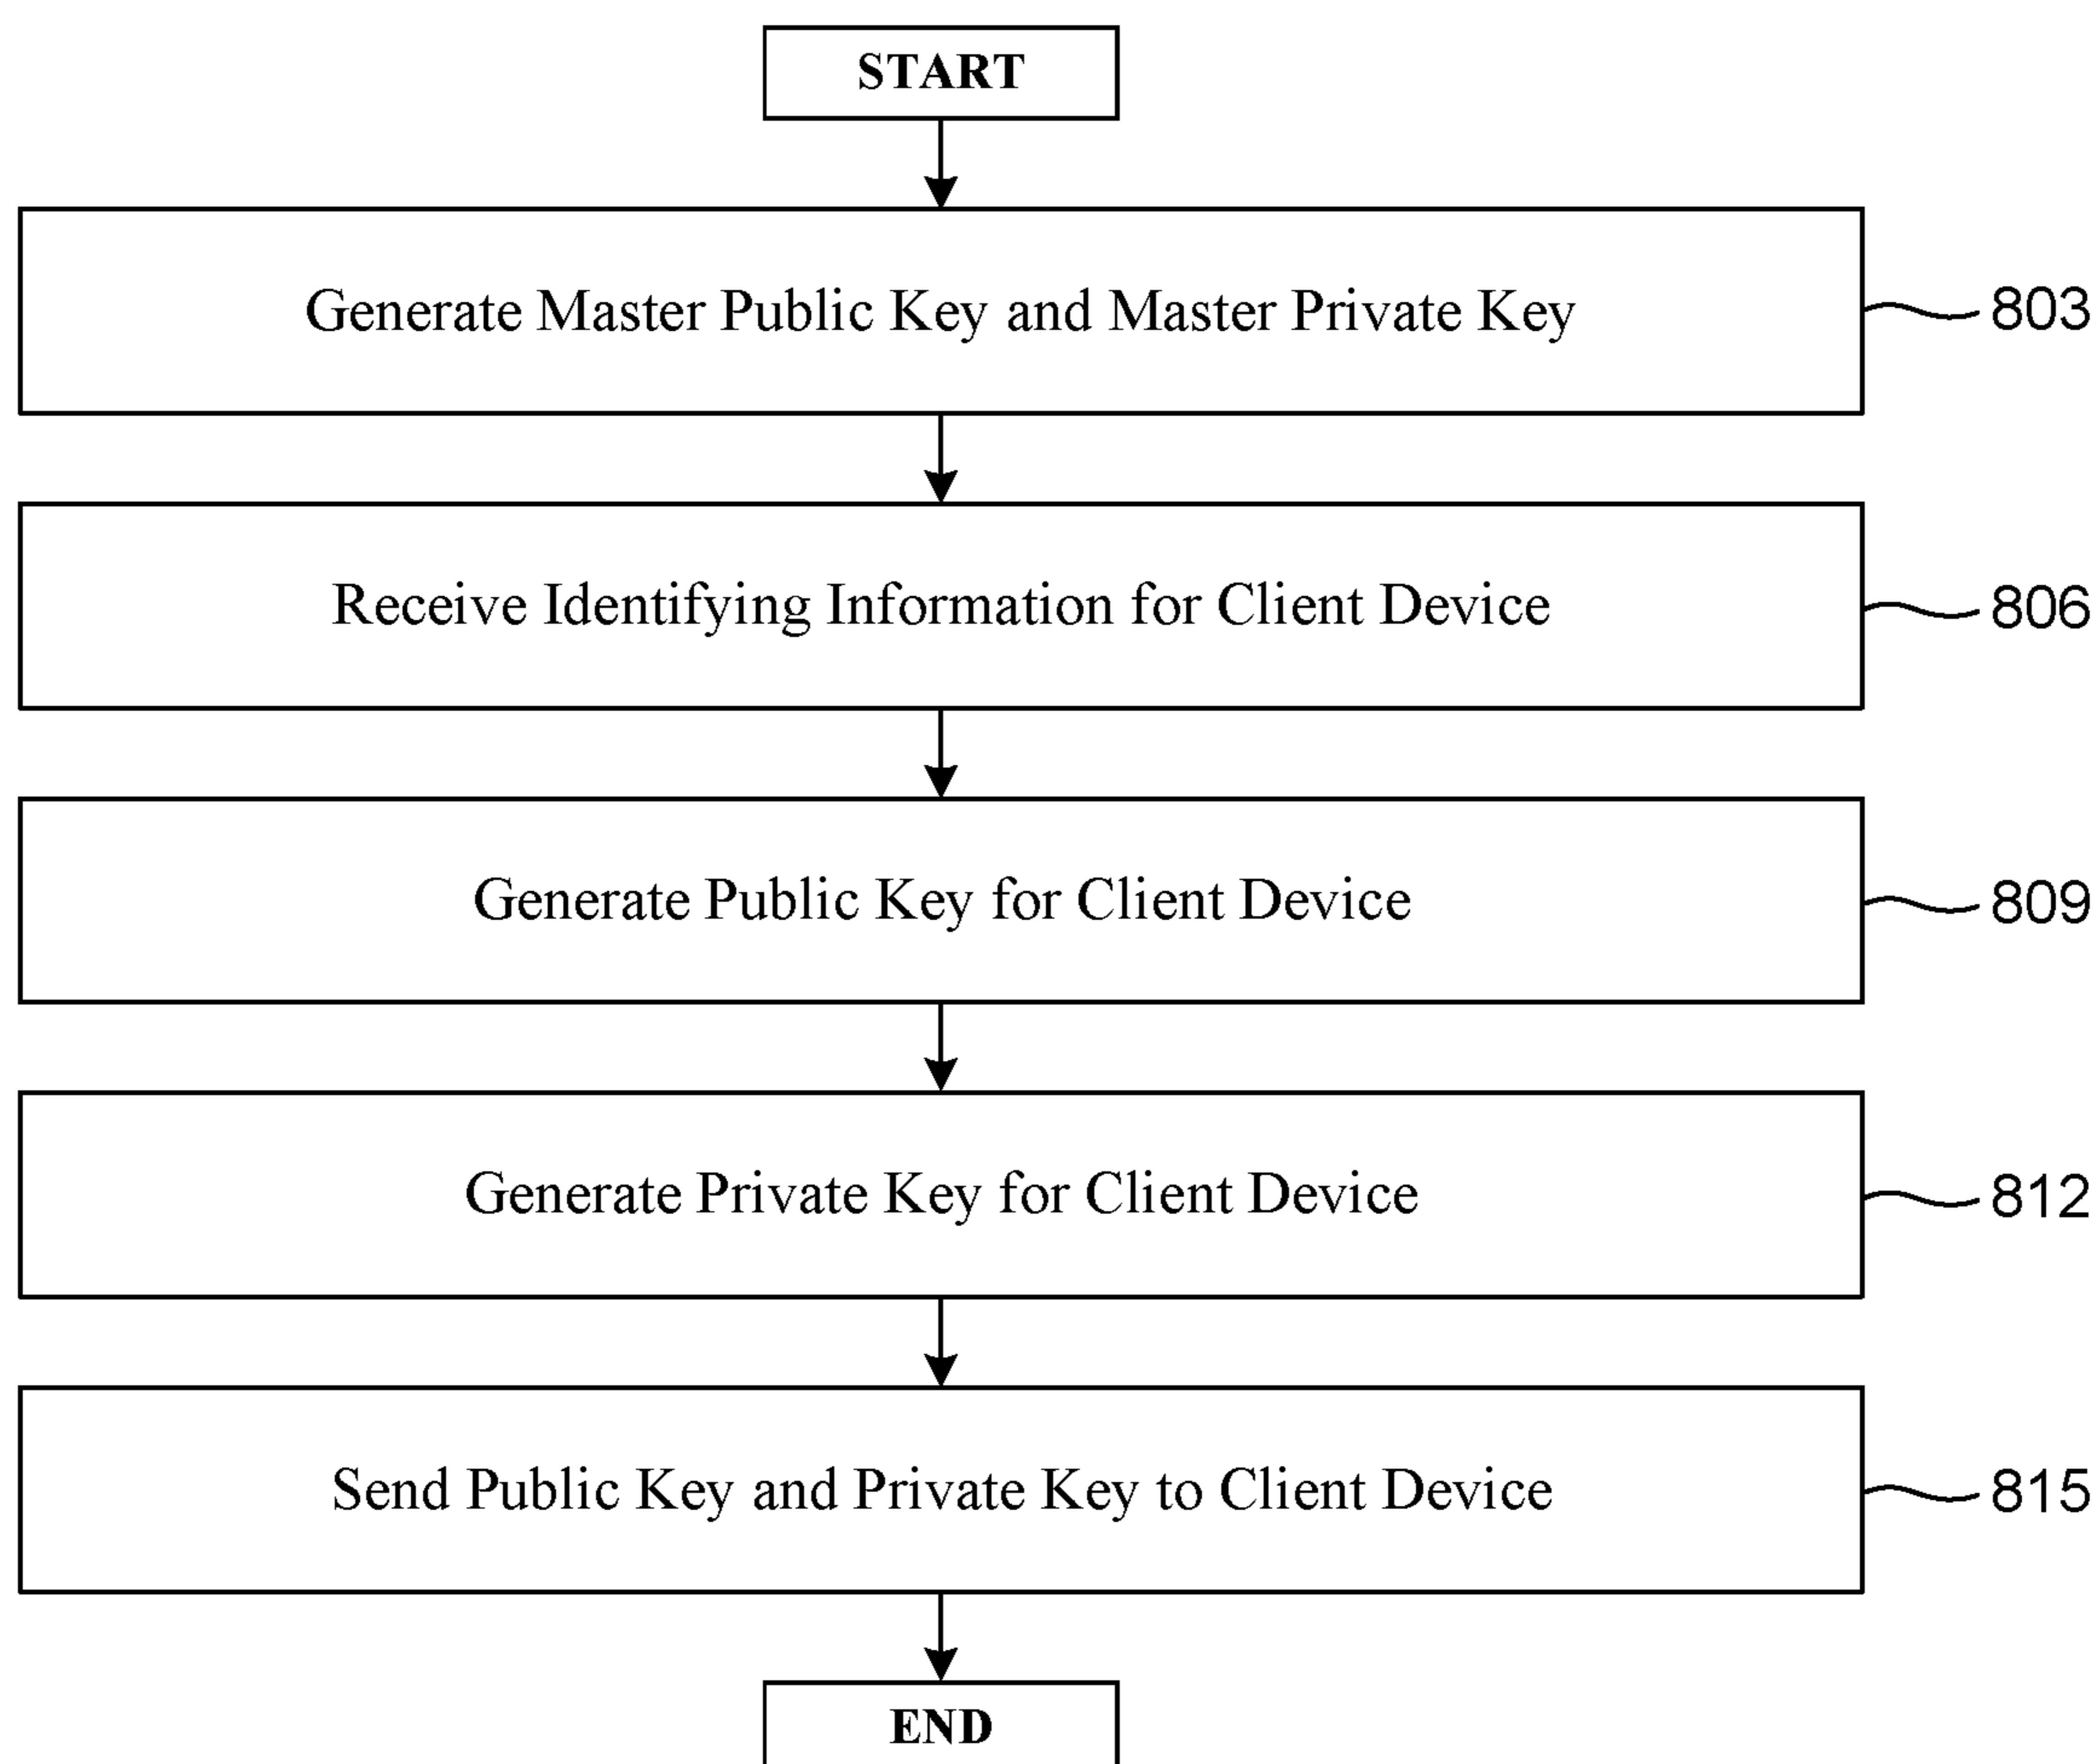 START
Generate Master Public Key and Master Private Key
803
Receive Identifying Information for Client Device
806
Generate Public Key for Client Device
809
Generate Private Key for Client Device
812
Send Public Key and Private Key to Client Device
815
END